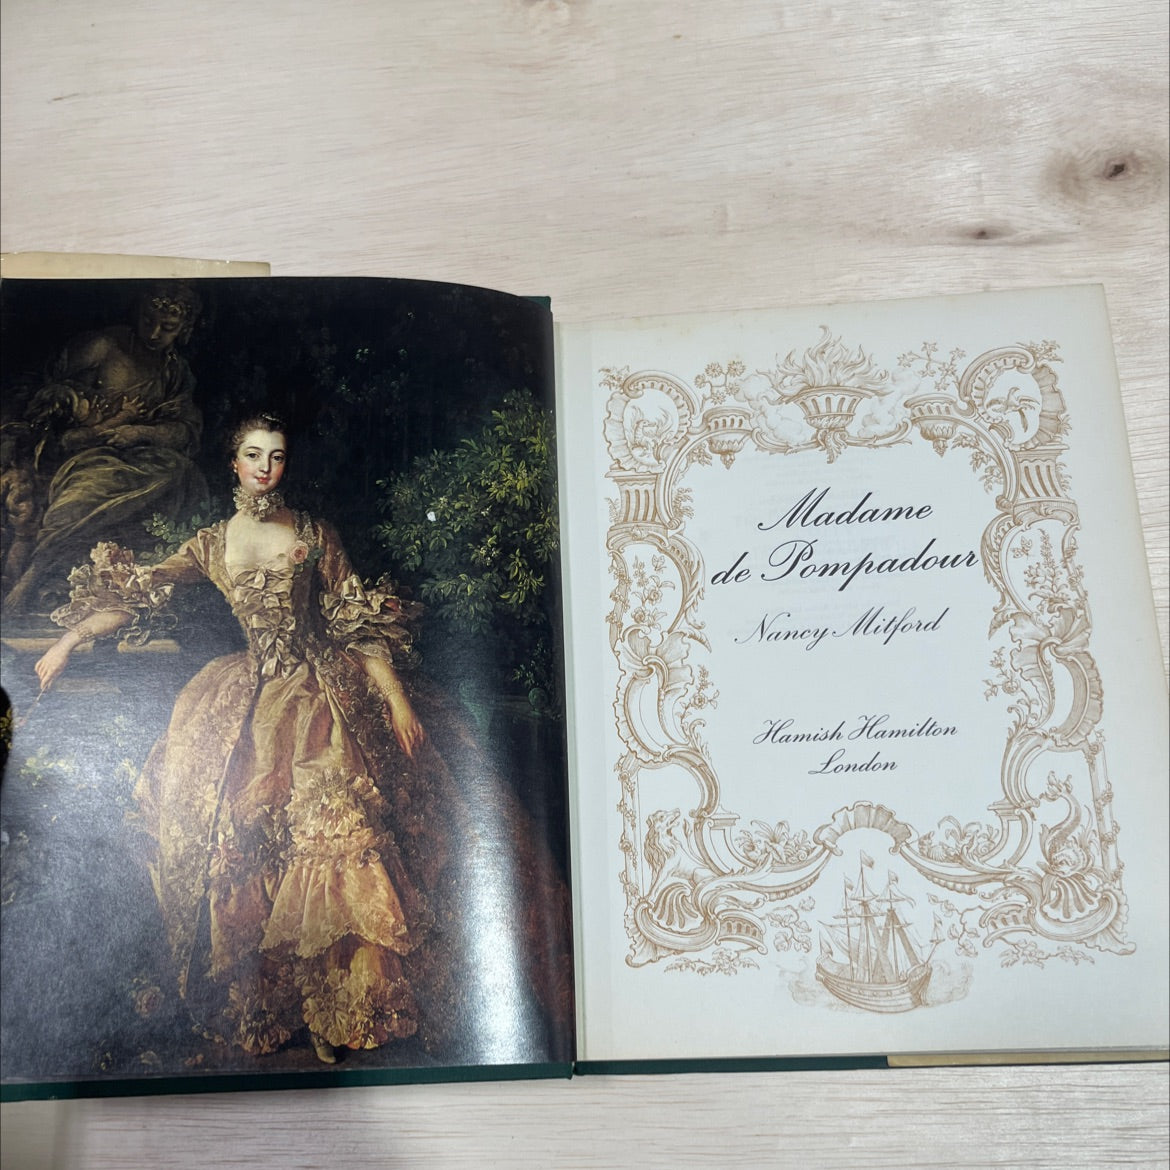 Madame
de Pompadour
Nancy Mitford
Hamish Hamilton
London